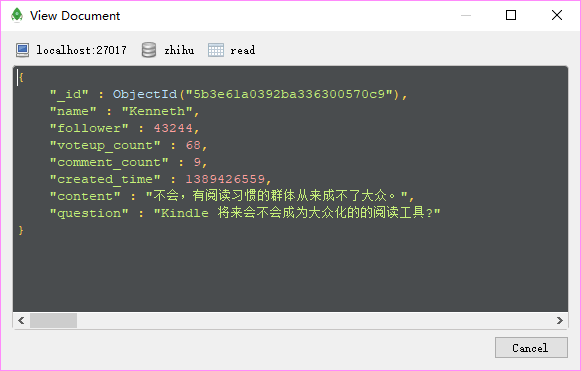 View Document
localhost:27017 zhihu read
{
"_id" : ObjectId("5b3e61a0392ba336300570c9"),
"name" : "Kenneth",
"follower" : 43244,
"voteup_count" : 68,
"comment_count" : 9,
"created_time" : 1389426559,
"content" : "不会，有阅读习惯的群体从来成不了大众。",
"question" : "Kindle 将来会不会成为大众化的的阅读工具?"
}
Cancel